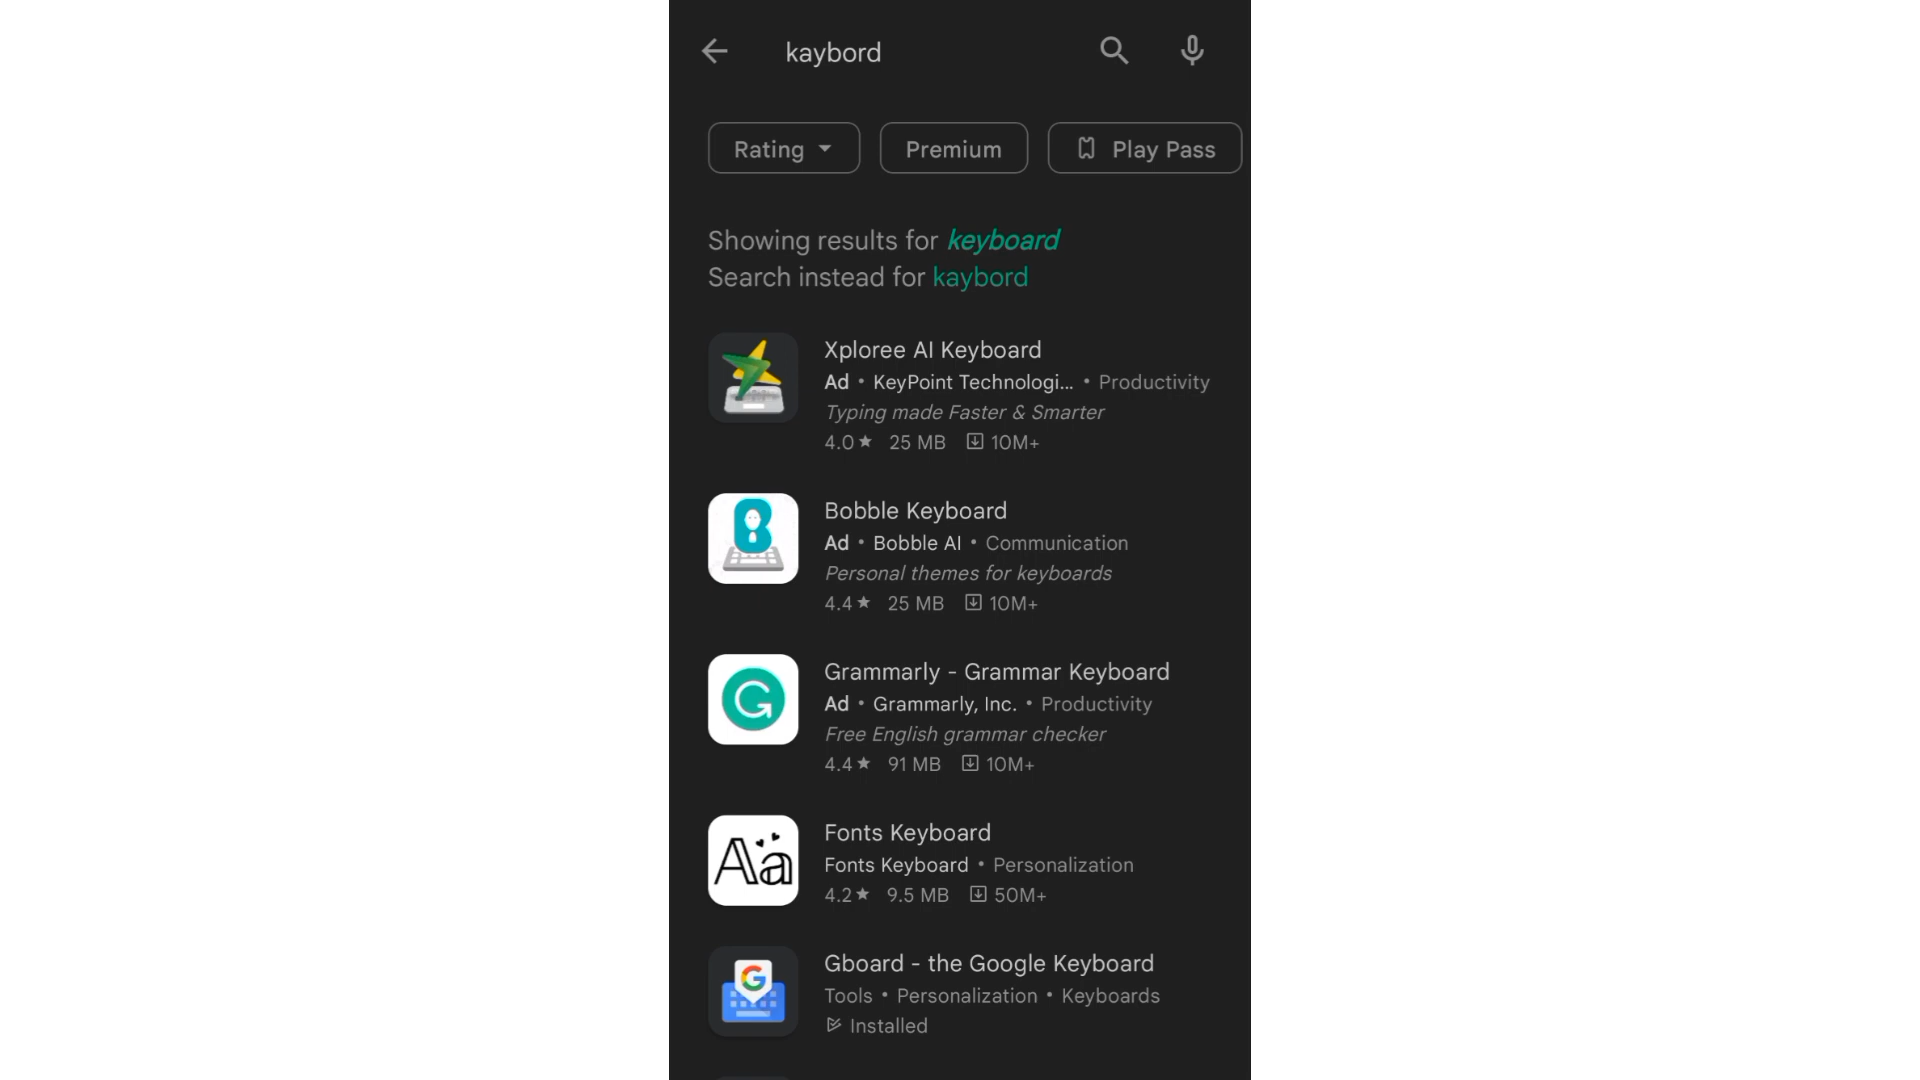 kaybord
Rating
Premium
Play Pass
Showing results for keyboard
Search instead for kaybord
Xploree AI Keyboard
Ad • KeyPoint Technologi... • Productivity
Typing made Faster & Smarter
4.0★ 25 MB 10M+
B
Bobble Keyboard
Ad • Bobble AI • Communication
Personal themes for keyboards
4.4★ 25 MB 10M+
G
Grammarly - Grammar Keyboard
Ad • Grammarly, Inc. • Productivity
Free English grammar checker
4.4★ 91 MB 10M+
Aa
Fonts Keyboard
Fonts Keyboard • Personalization
4.2★ 9.5 MB 50M+
G
Gboard - the Google Keyboard
Tools • Personalization • Keyboards
Installed